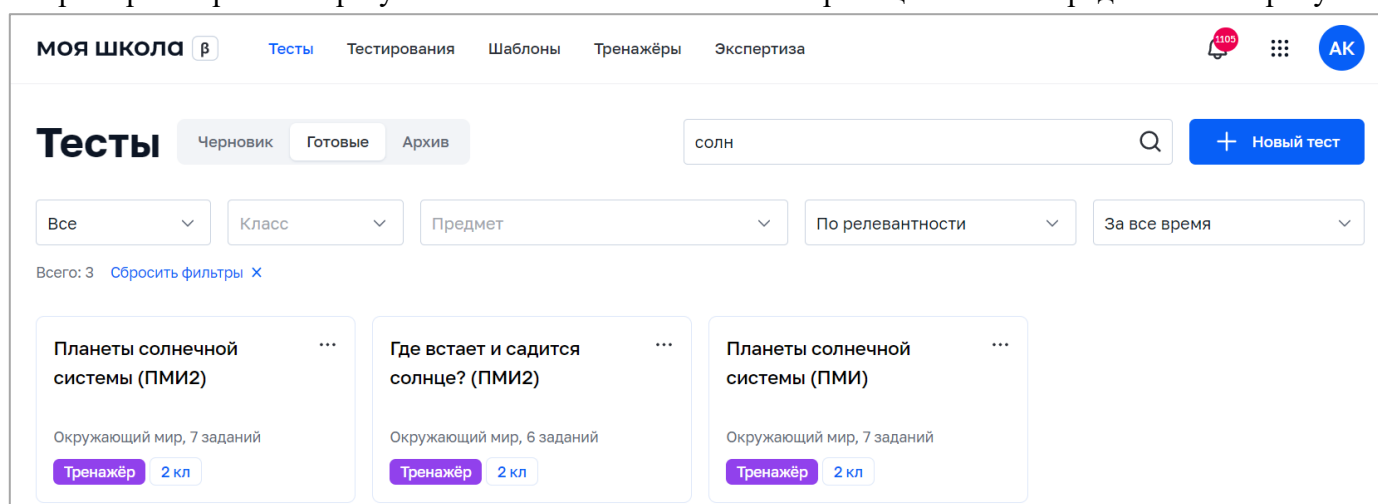 моя школа β Тесты Тестирования Шаблоны Тренажёры Экспертиза 1105 АК
Тесты Черновик Готовые Архив солн + Новый тест
Все Класс Предмет По релевантности За все время
Всего: 3 Сбросить фильтры ×
Планеты солнечной
системы (ПМИ2)
Окружающий мир, 7 заданий
Тренажёр 2 кл
Где встает и садится
солнце? (ПМИ2)
Окружающий мир, 6 заданий
Тренажёр 2 кл
Планеты солнечной
системы (ПМИ)
Окружающий мир, 7 заданий
Тренажёр 2 кл